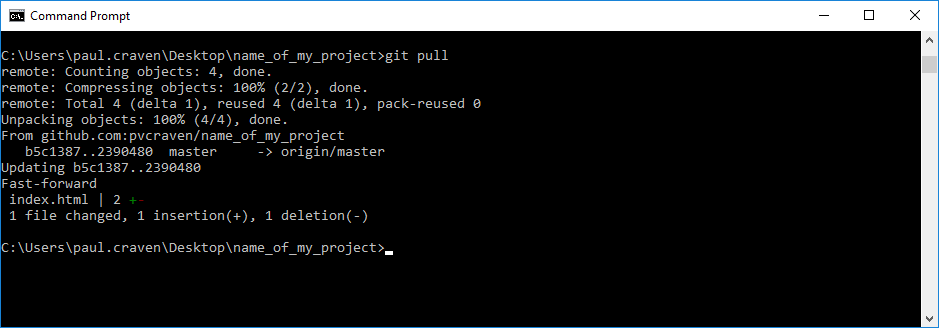 Command Prompt
C:\Users\paul.craven\Desktop\name_of_my_project>git pull
remote: Counting objects: 4, done.
remote: Compressing objects: 100% (2/2), done.
remote: Total 4 (delta 1), reused 4 (delta 1), pack-reused 0
Unpacking objects: 100% (4/4), done.
From github.com:pvcraven/name_of_my_project
   b5c1387..2390480  master     -> origin/master
Updating b5c1387..2390480
Fast-forward
 index.html | 2 +-
 1 file changed, 1 insertion(+), 1 deletion(-)
C:\Users\paul.craven\Desktop\name_of_my_project>